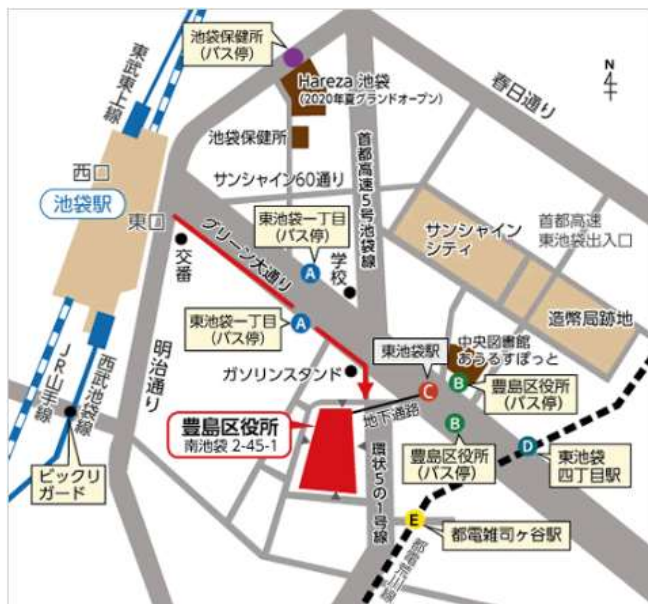 池袋保健所
(バス停)
東武東上線
Hareza 池袋
(2020年夏グランドオープン)
N
4
春日通り
池袋保健所
首都高速5号池袋線
西口
池袋駅
東口
サンシャイン60通り
東池袋一丁目
(バス停)
グリーン大通り
A
学校
サンシャイン
シティ
首都高速
東池袋出入口
交番
東池袋一丁目
(バス停)
A
造幣局跡地
明治通り
JR山手線
西武池袋線
ガソリンスタンド
東池袋駅
中央図書館
あうるすぽっと
C
B
豊島区役所
(バス停)
豊島区役所
南池袋 2-45-1
地下通路
B
豊島区役所
(バス停)
D
東池袋
四丁目駅
ビックリ
ガード
環状5の1号線
E
都電雑司ヶ谷駅
都電荒川線